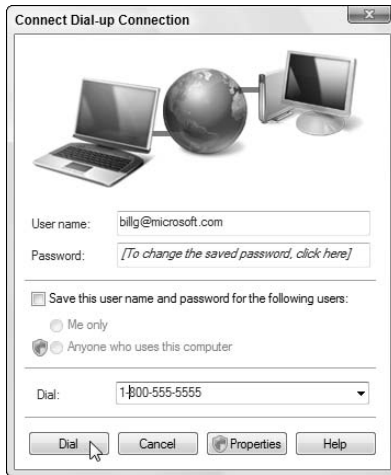 Connect Dial-up Connection
User name: billg@microsoft.com
Password: [To change the saved password, click here]
Save this user name and password for the following users:
Me only
Anyone who uses this computer
Dial: 1-800-555-5555
Dial Cancel Properties Help